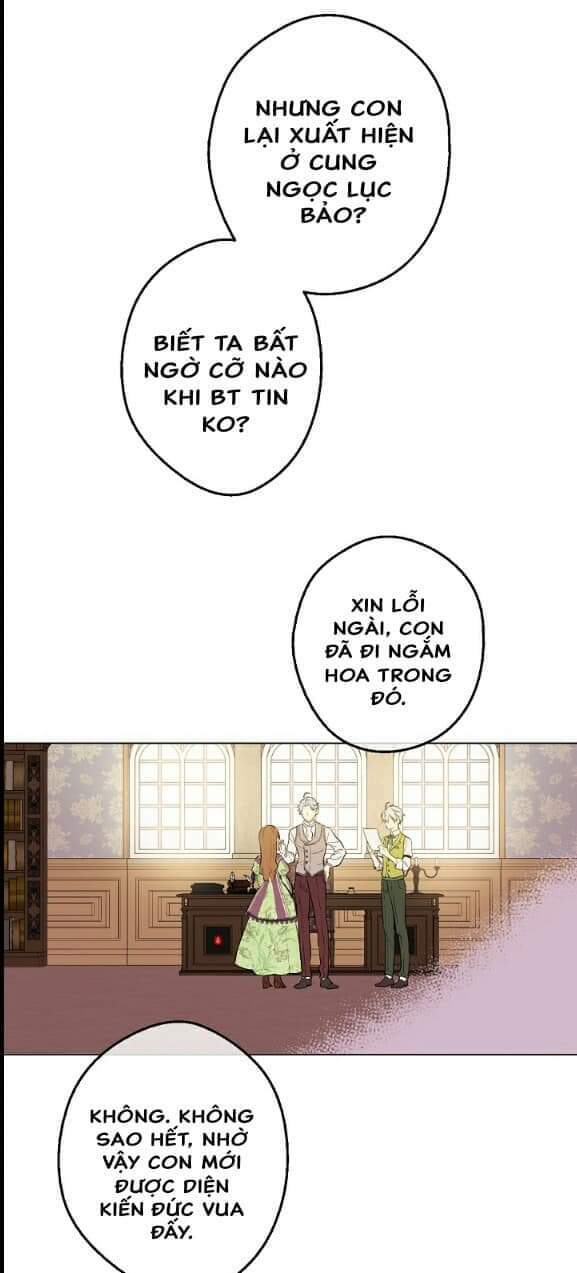 NHƯNG CON
LẠI XUẤT HIỆN
Ở CUNG
NGỌC LỤC
BẢO?
BIẾT TA BẤT
NGỜ CỠ NÀO
KHI BT TIN
KO?
XIN LỖI
NGÀI, CON
ĐÃ ĐI NGẮM
HOA TRONG
ĐÓ.
KHÔNG. KHÔNG
SAO HẾT, NHỜ
VẬY CON MỚI
ĐƯỢC DIỆN
KIẾN ĐỨC VUA
ĐẤY.